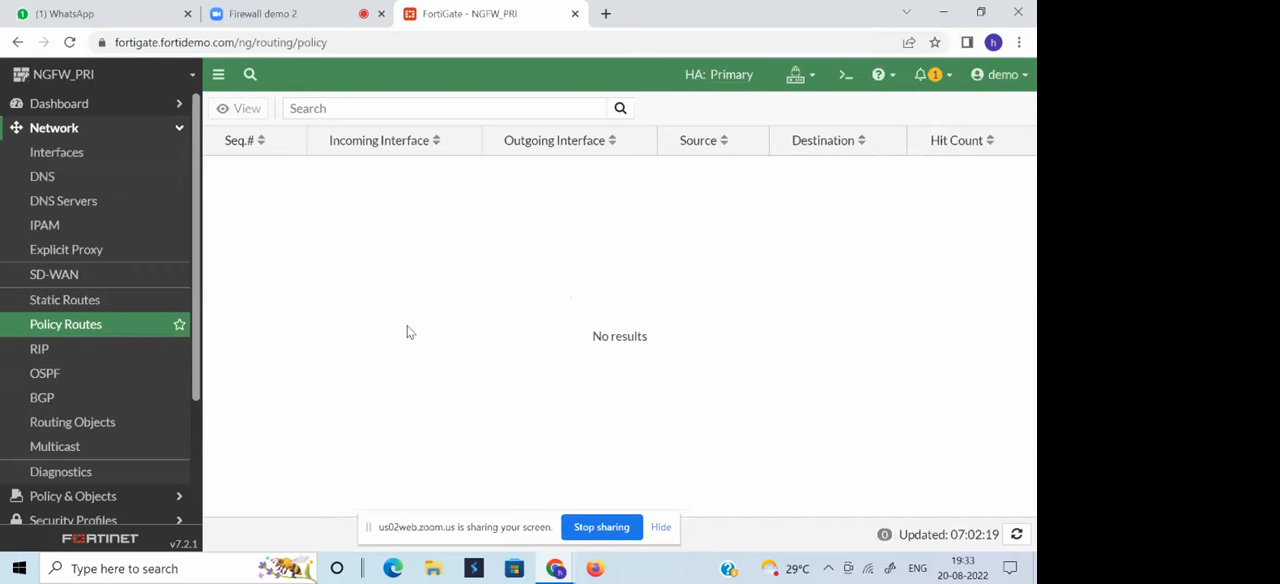 (1) WhatsApp
Firewall demo 2
FortiGate - NGFW_PRI
fortigate.fortidemo.com/ng/routing/policy
h
NGFW_PRI
HA: Primary
>_
?
1
demo
Dashboard
View
Search
Network
Seq.# Incoming Interface Outgoing Interface Source Destination Hit Count
Interfaces
DNS
DNS Servers
IPAM
Explicit Proxy
SD-WAN
Static Routes
Policy Routes
No results
RIP
OSPF
BGP
Routing Objects
Multicast
Diagnostics
Policy & Objects
Security Profiles
us02web.zoom.us is sharing your screen. Stop sharing Hide
0 Updated: 07:02:19
FORTINET v7.2.1
Type here to search
29°C
ENG
19:33
20-08-2022